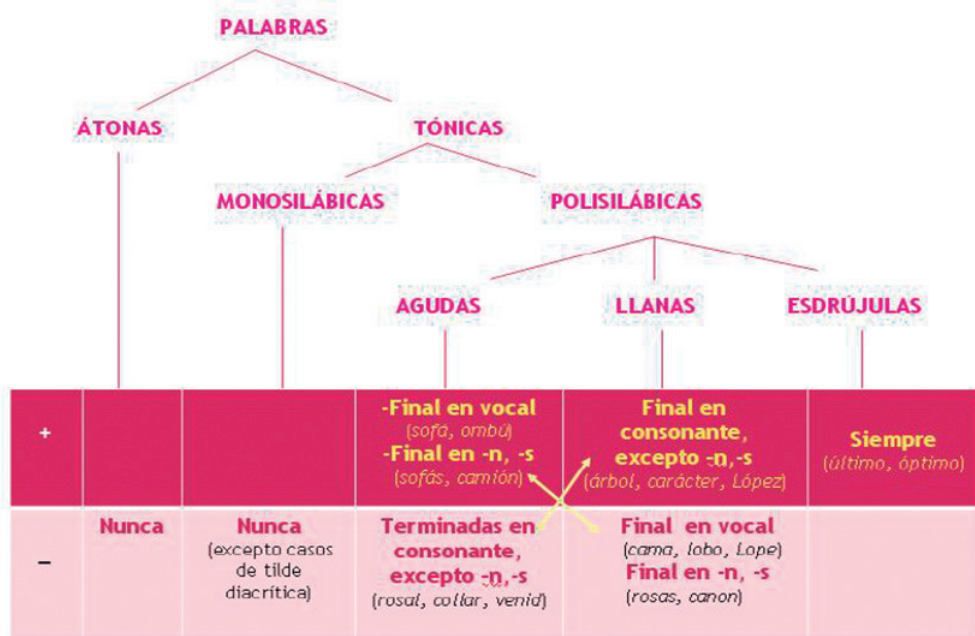 PALABRAS
ÁTONAS
TÓNICAS
MONOSILÁBICAS
POLISILÁBICAS
AGUDAS
LLANAS
ESDRÚJULAS
+
-Final en vocal
(sofá, ombú)
-Final en -n, -s
(sofás, camión)
Final en
consonante,
excepto -n,-s
(árbol, carácter, López)
Siempre
(último, óptimo)
–
Nunca
Nunca
(excepto casos
de tilde
diacrítica)
Terminadas en
consonante,
excepto -n,-s
(rosal, collar, venid)
Final en vocal
(cama, lobo, Lope)
Final en -n, -s
(rosas, canon)